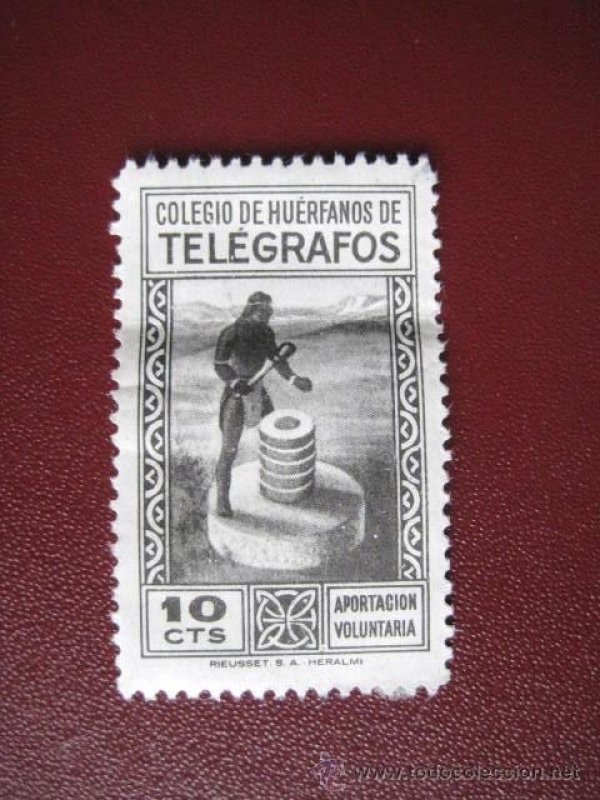 COLEGIO DE HUÉRFANOS DE
TELÉGRAFOS
10
CTS
APORTACION
VOLUNTARIA
RIEUSSET. S. A. - HERALMI
www.todocoleccion.net